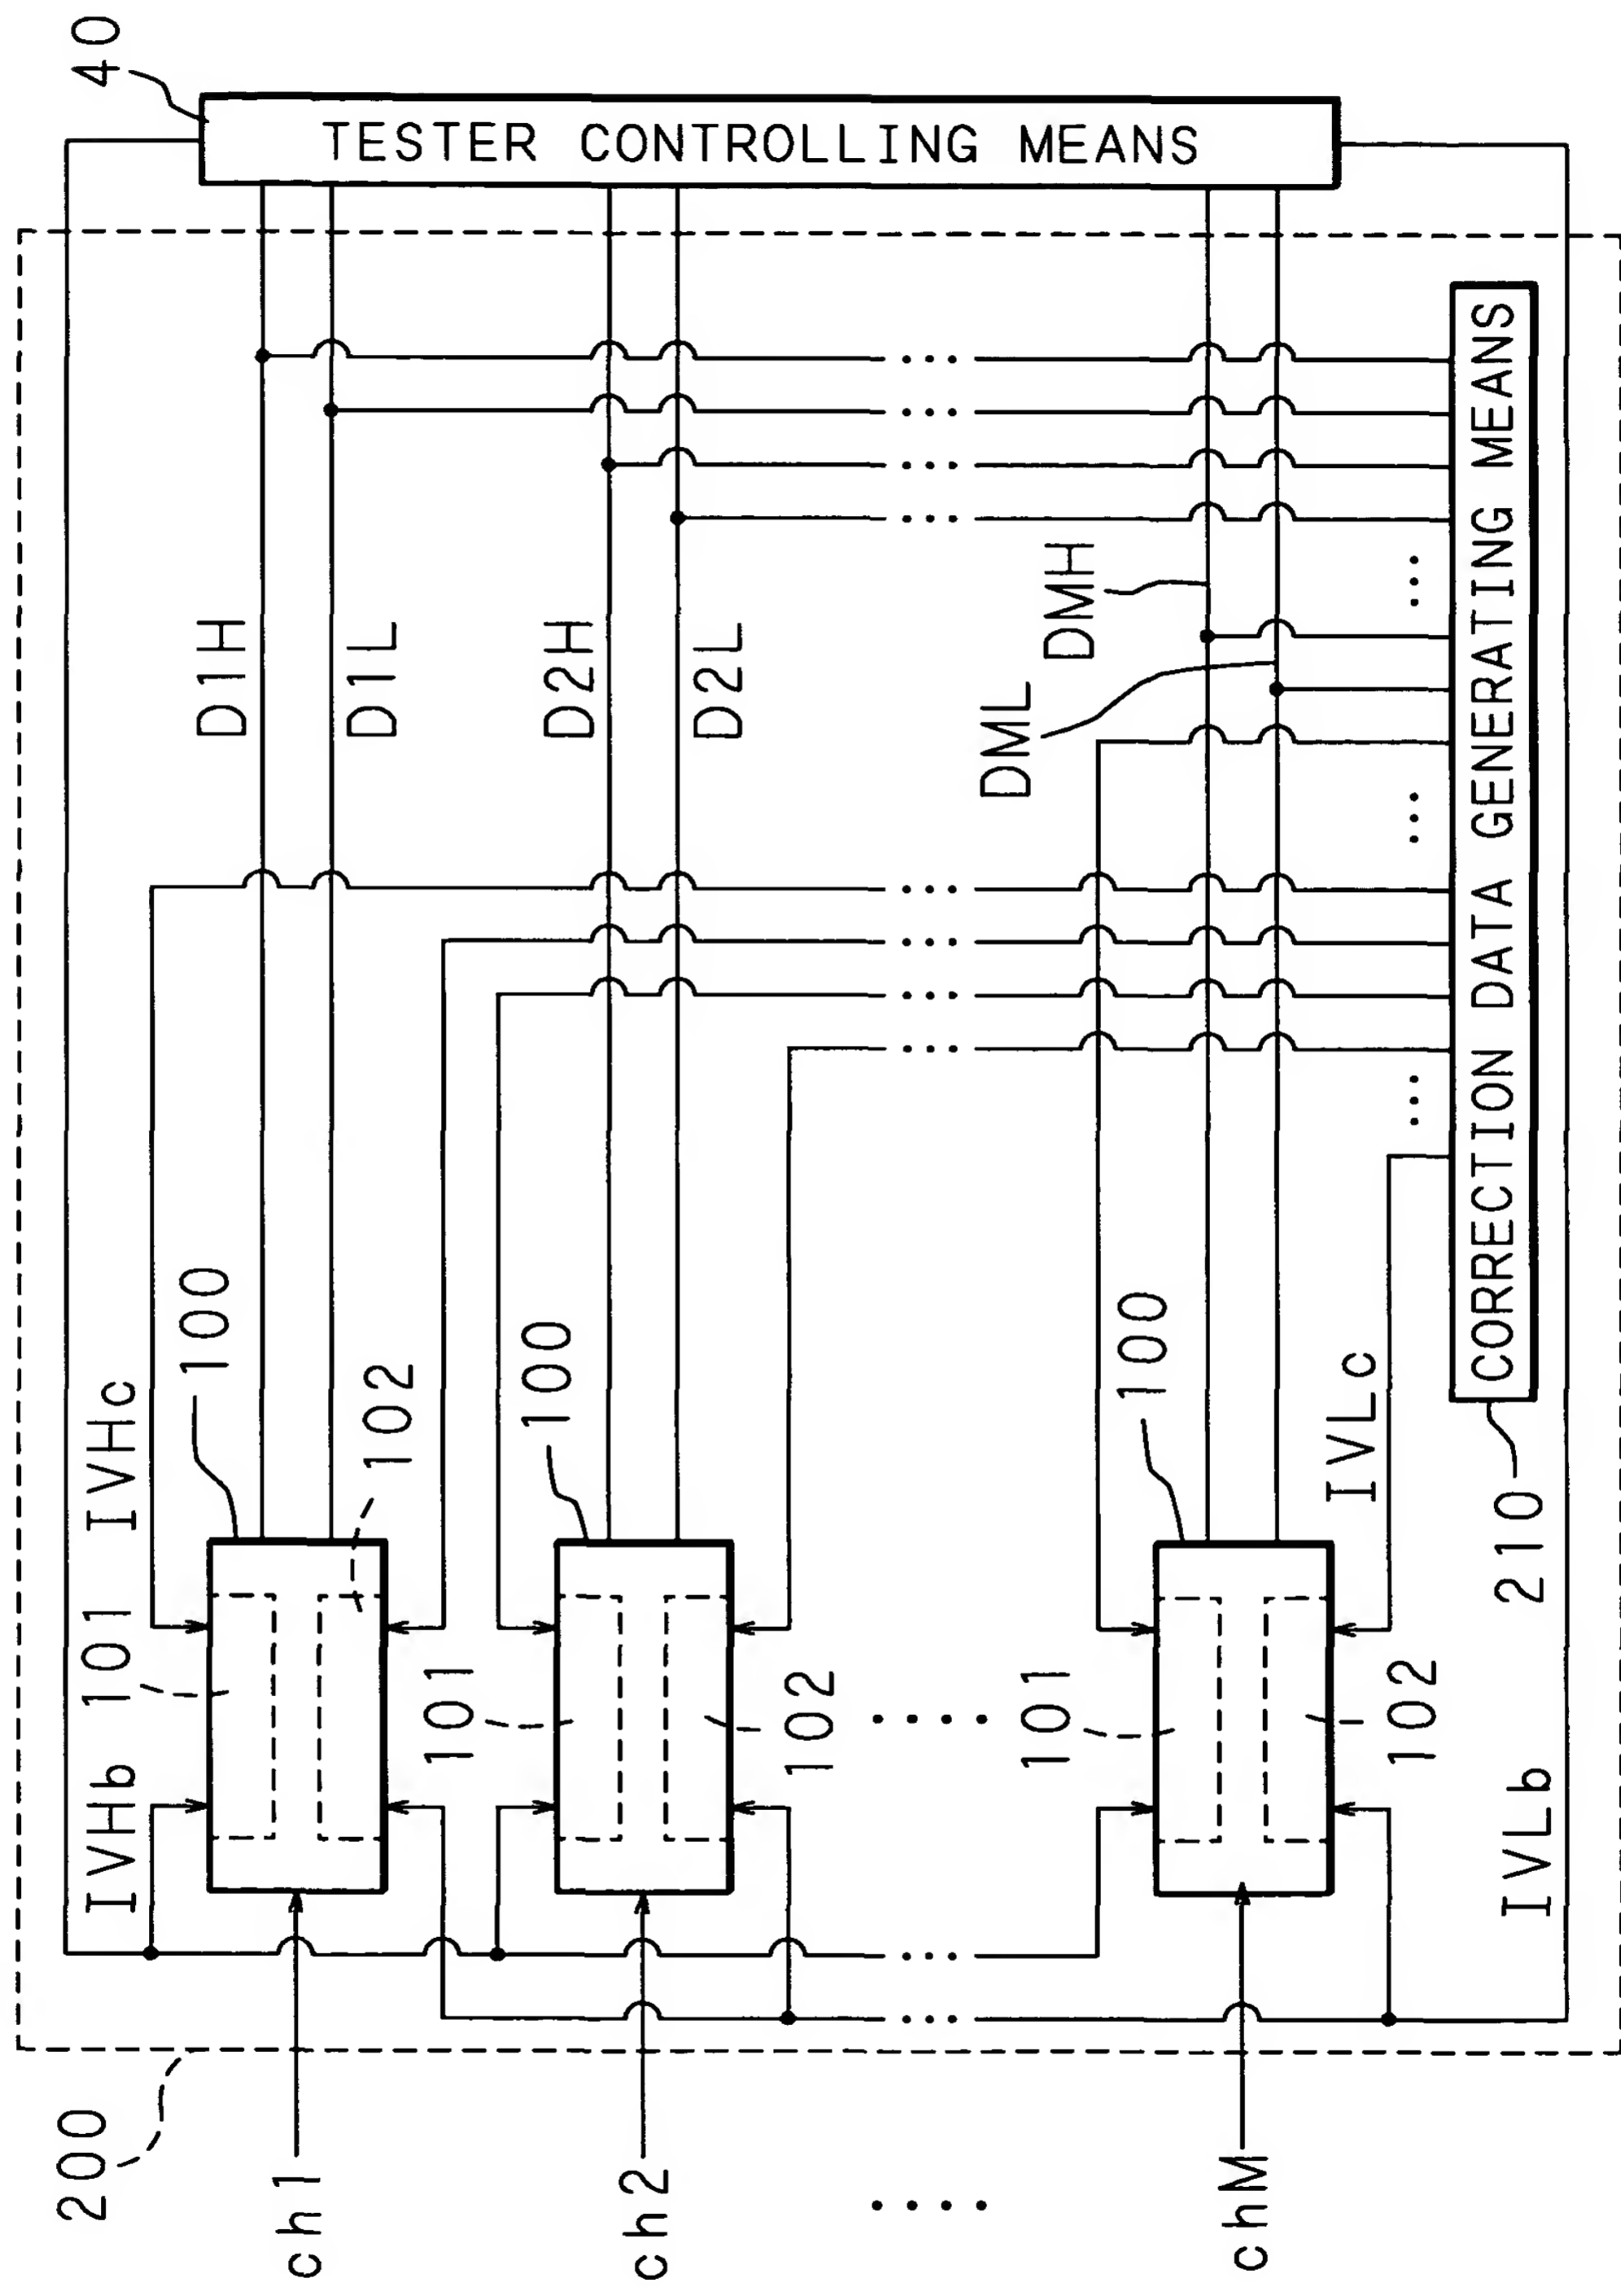 200
ch1
ch2
....
chM
IVHb
101
IVHc
100
102
D1H
D1L
40
TESTER CONTROLLING MEANS
101
100
102
D2H
D2L
...
...
...
...
...
...
...
...
....
101
100
102
DMH
DML
...
...
...
...
...
IVLc
IVLb
210
CORRECTION DATA GENERATING MEANS